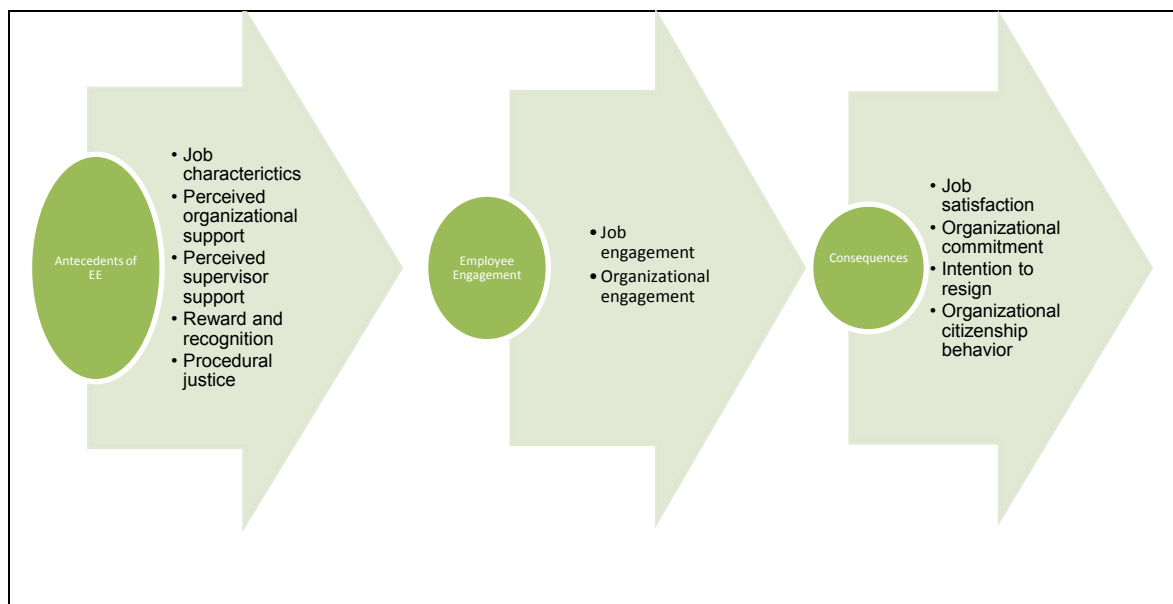 Antecedents of
EE
• Job
characterictics
• Perceived
organizational
support
• Perceived
supervisor
support
• Reward and
recognition
• Procedural
justice
Employee
Engagement
• Job
engagement
• Organizational
engagement
Consequences
• Job
satisfaction
• Organizational
commitment
• Intention to
resign
• Organizational
citizenship
behavior